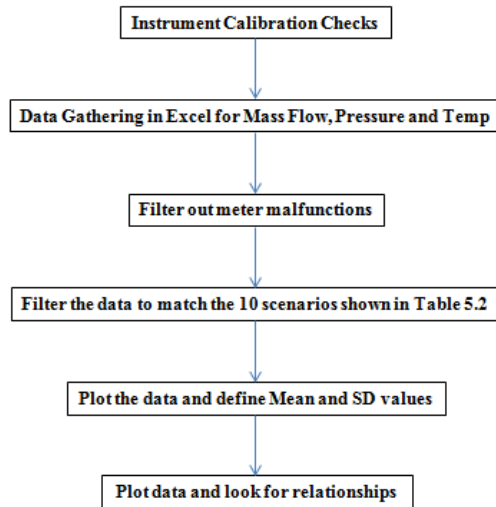 Instrument Calibration Checks
Data Gathering in Excel for Mass Flow, Pressure and Temp
Filter out meter malfunctions
Filter the data to match the 10 scenarios shown in Table 5.2
Plot the data and define Mean and SD values
Plot data and look for relationships